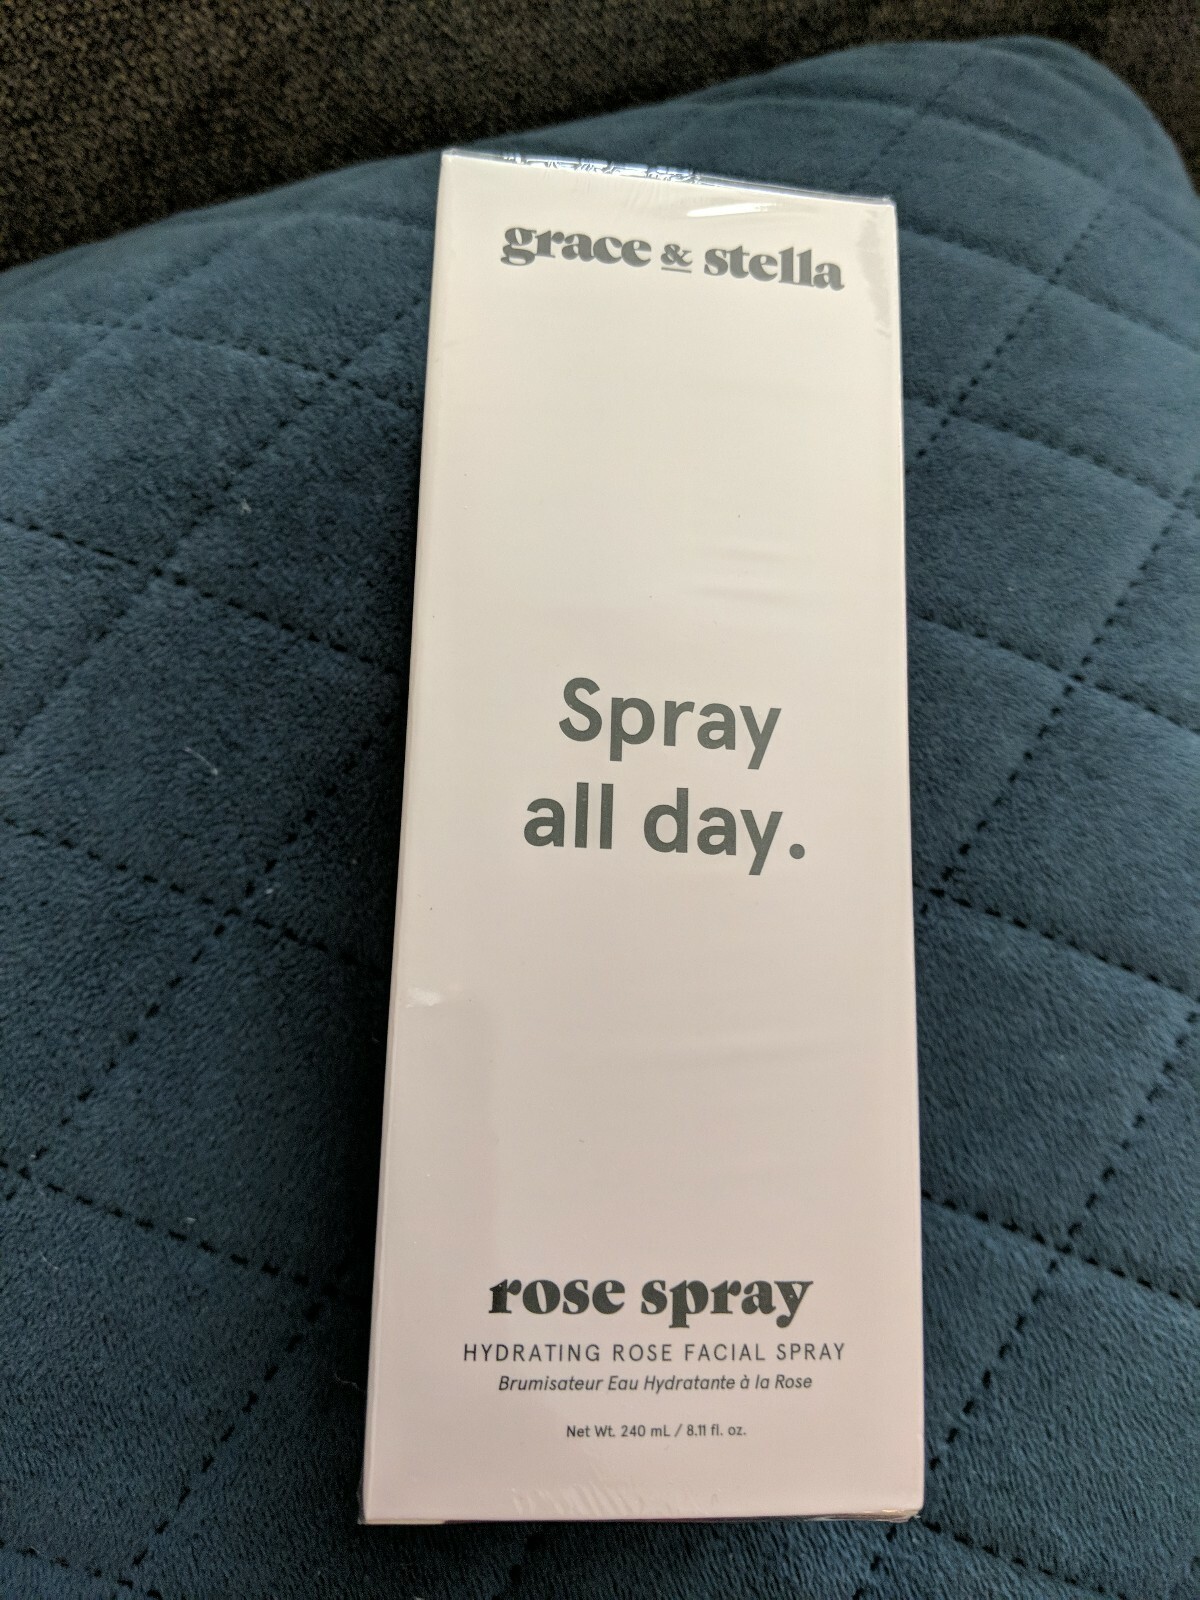 grace & stella
Spray
all day.
rose spray
HYDRATING ROSE FACIAL SPRAY
Brumisateur Eau Hydratante à la Rose
Net Wt. 240 mL / 8.11 fl. oz.